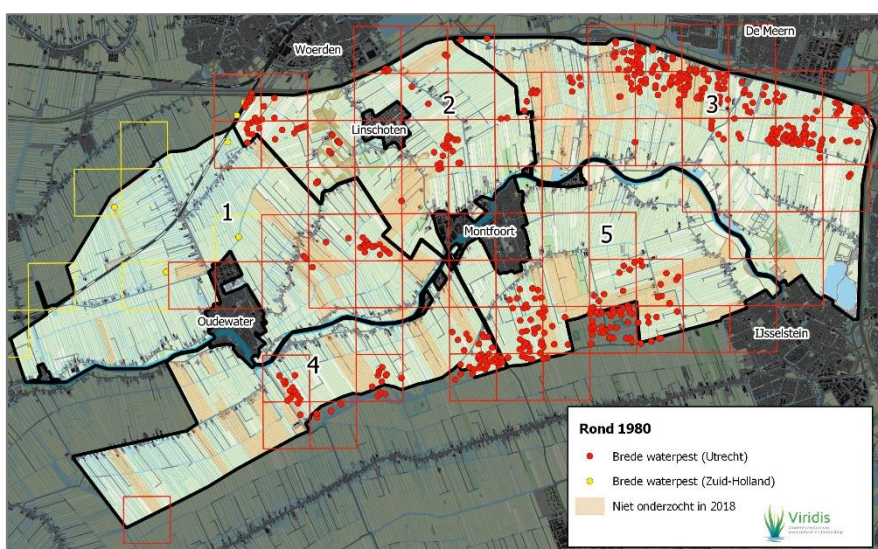 De Meern
Woerden
2
3
Linschoten
1
5
Montfoort
Oudewater
IJsselstein
4
Rond 1980
Brede waterpest (Utrecht)
Brede waterpest (Zuid-Holland)
Niet onderzocht in 2018
Viridis